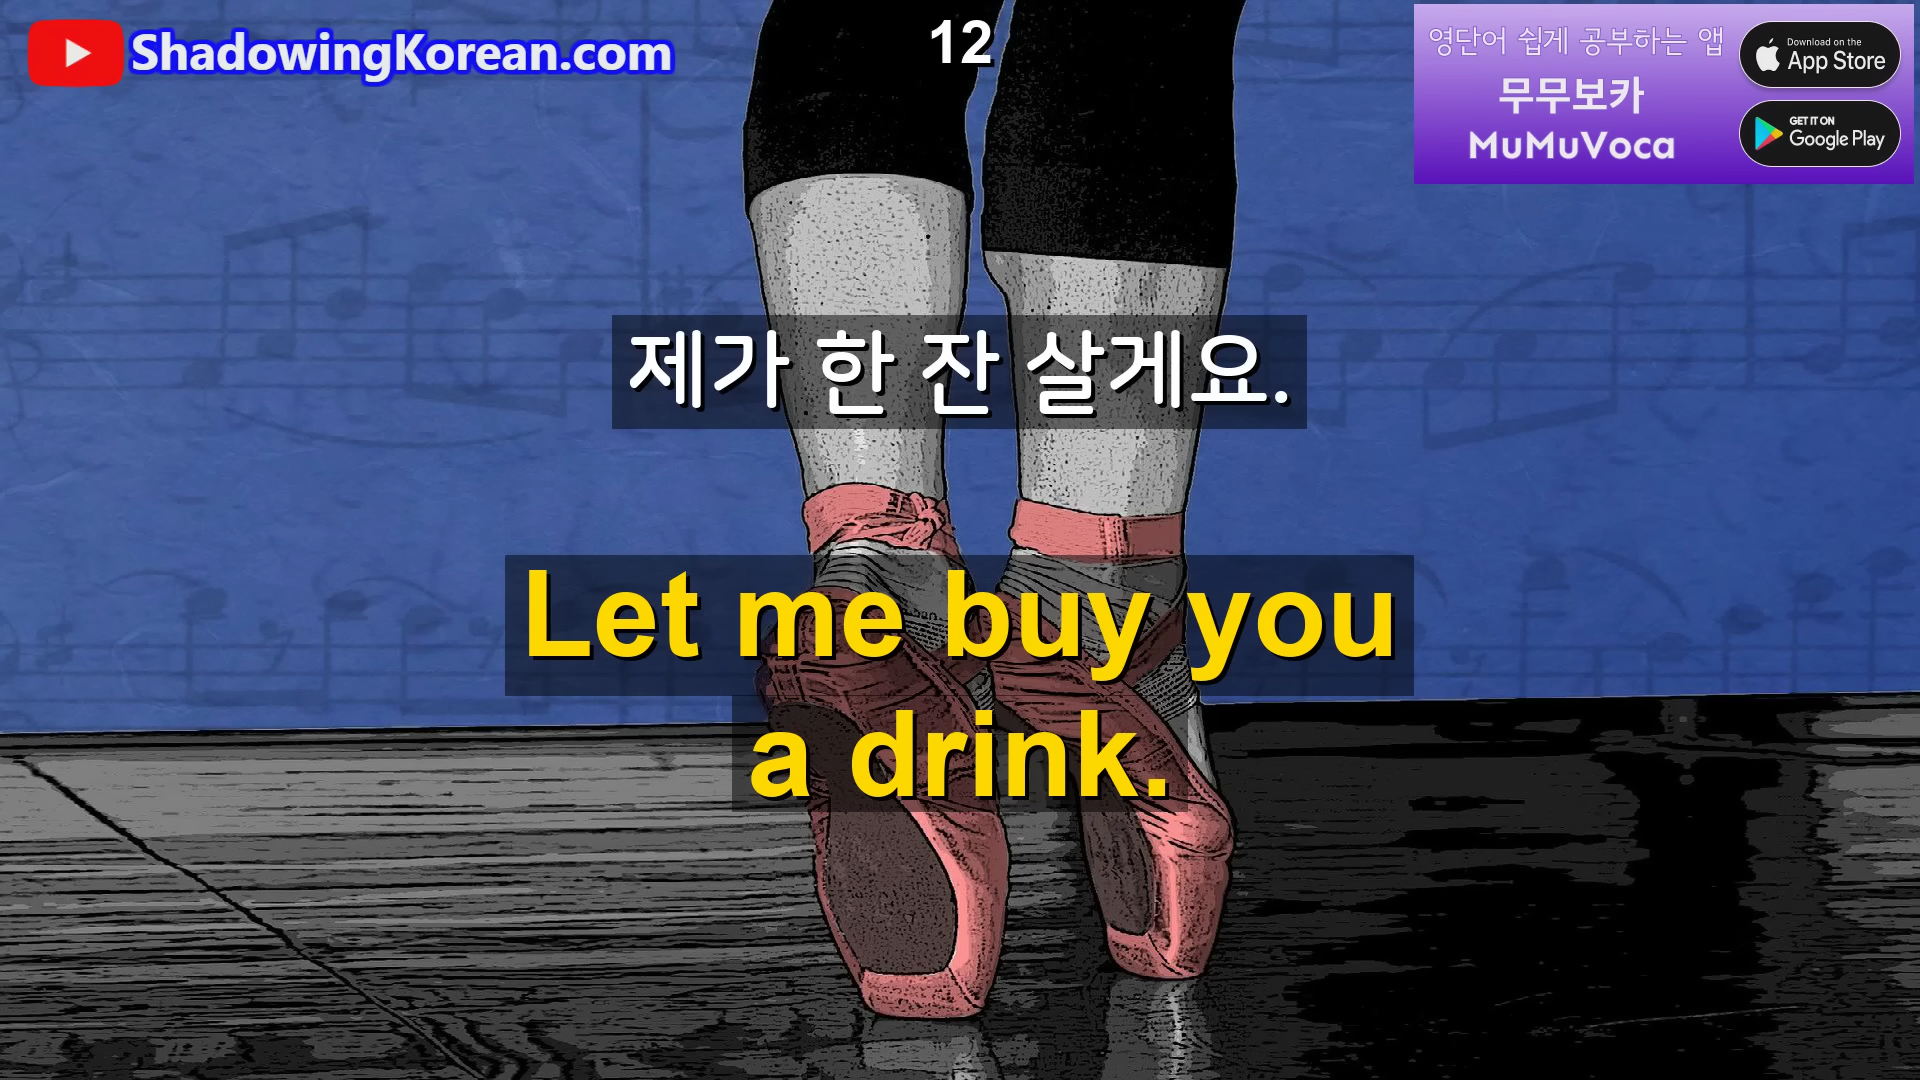 ShadowingKorean.com
12
영단어 쉽게 공부하는 앱
무무보카
MuMuVoca
Download on the
App Store
GET IT ON
Google Play
제가 한 잔 살게요.
Let me buy you
a drink.